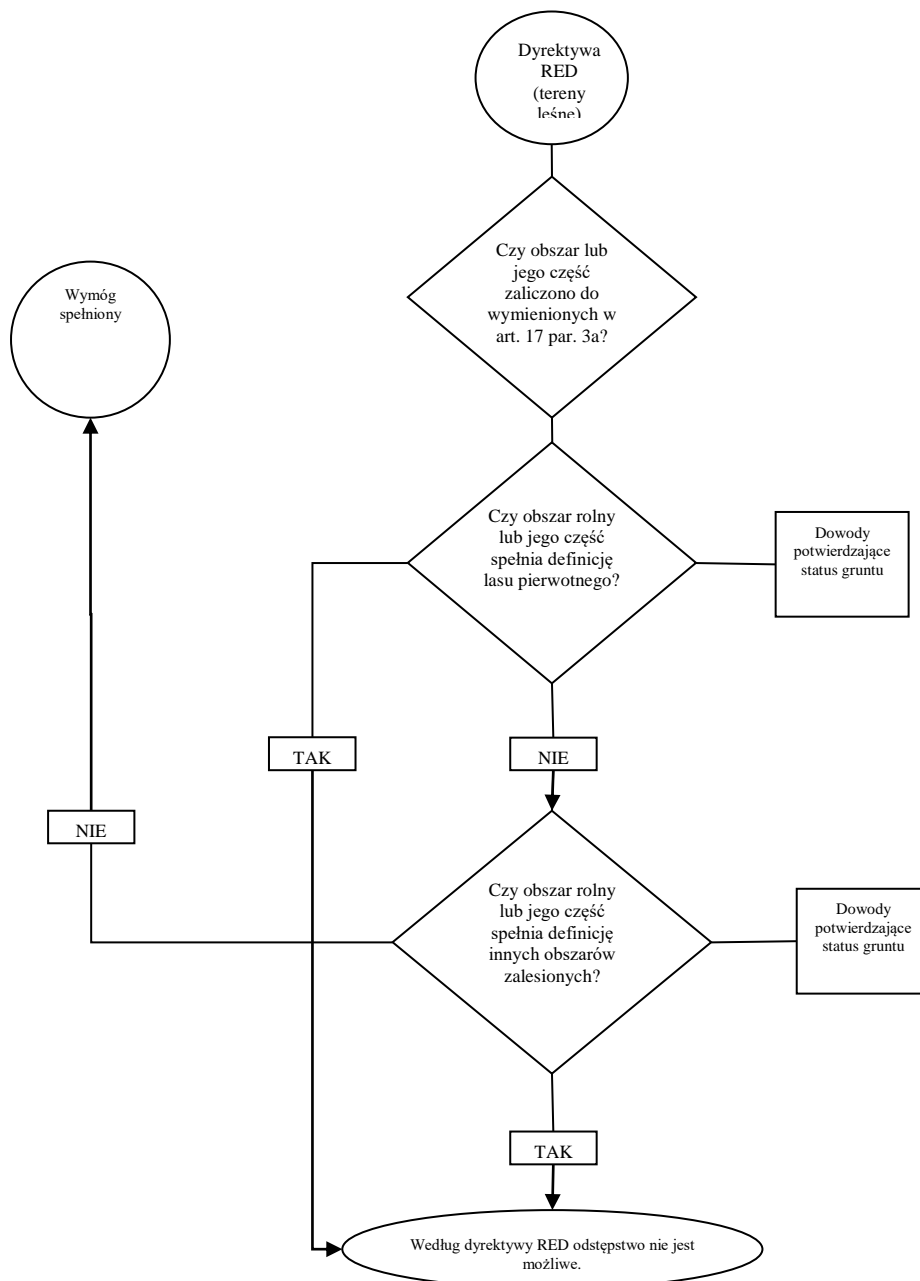 Dyrektywa
RED
(tereny
leśne)
Czy obszar lub
jego część
zaliczono do
wymienionych w
art. 17 par. 3a?
Wymóg
spełniony
Czy obszar rolny
lub jego część
spełnia definicję
lasu pierwotnego?
Dowody
potwierdzające
status gruntu
TAK
NIE
NIE
Czy obszar rolny
lub jego część
spełnia definicję
innych obszarów
zalesionych?
Dowody
potwierdzające
status gruntu
TAK
Według dyrektywy RED odstępstwo nie jest
możliwe.